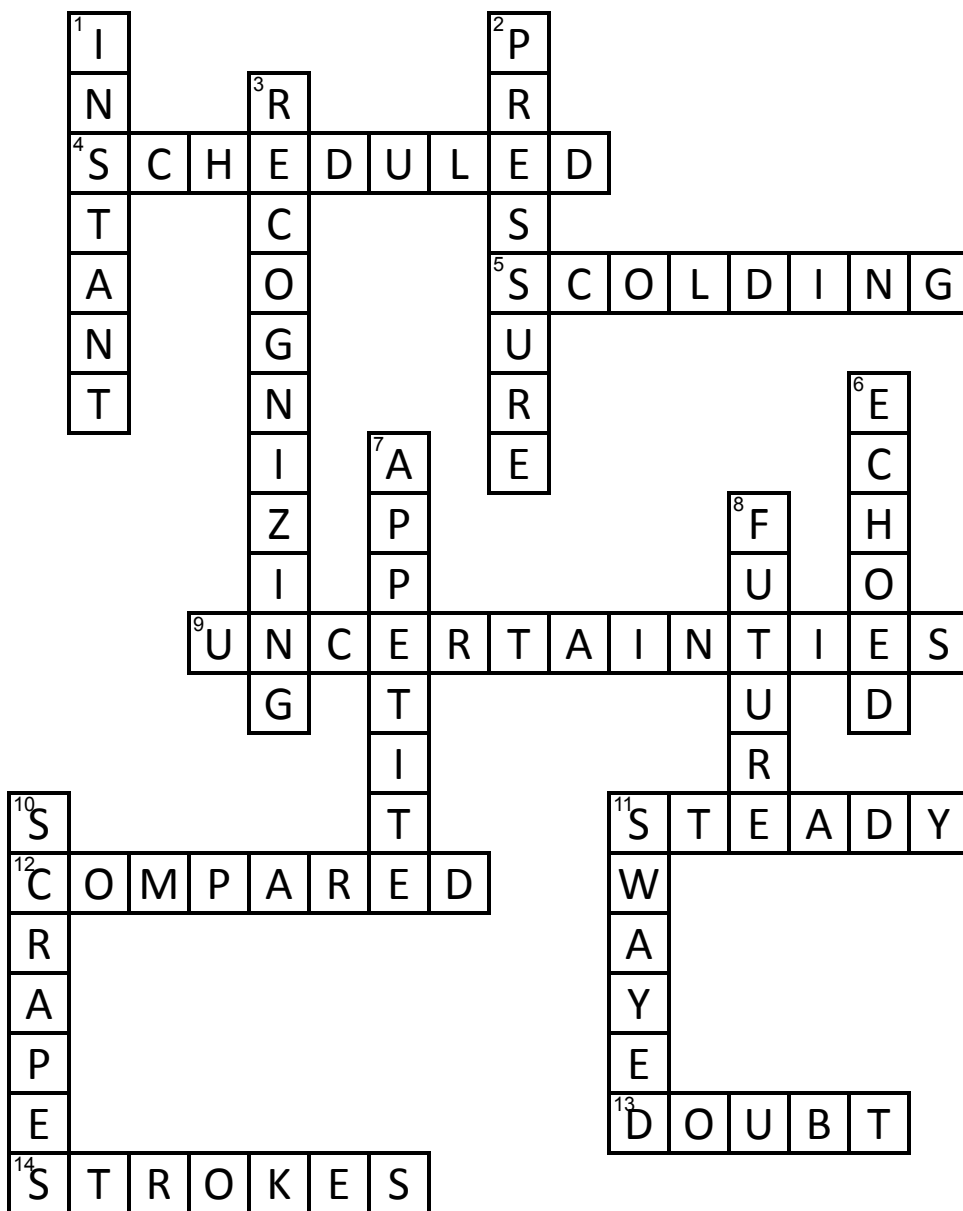 1 I 2 P
N 3 R R
4 S C H E D U L E D
T C S
A O 5 S C O L D I N G
N G U
T N R 6 E
I 7 A E C
Z P 8 F H
I P U O
9 U N C E R T A I N T I E S
G T U D
I R
10 S T 11 S T E A D Y
12 C O M P A R E D W
R A
A Y
P E
E 13 D O U B T
14 S T R O K E S